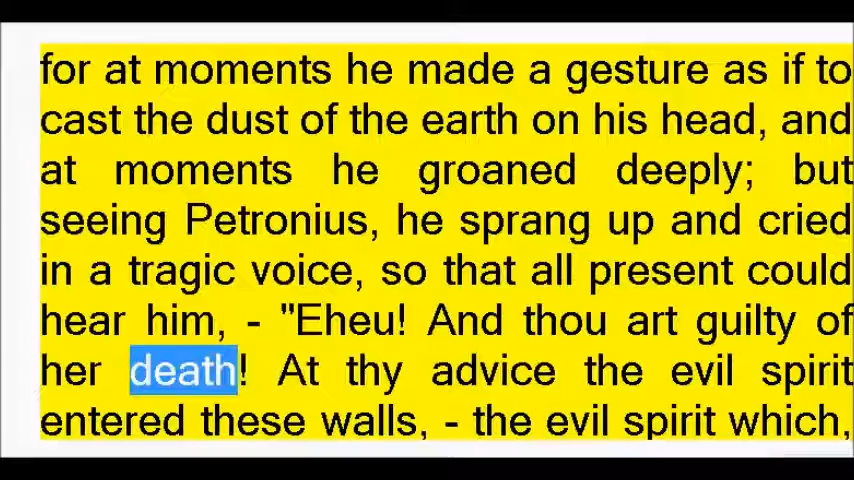 for at moments he made a gesture as if to
cast the dust of the earth on his head, and
at moments he groaned deeply; but
seeing Petronius, he sprang up and cried
in a tragic voice, so that all present could
hear him, - "Eheu! And thou art guilty of
her death! At thy advice the evil spirit
entered these walls, - the evil spirit which,